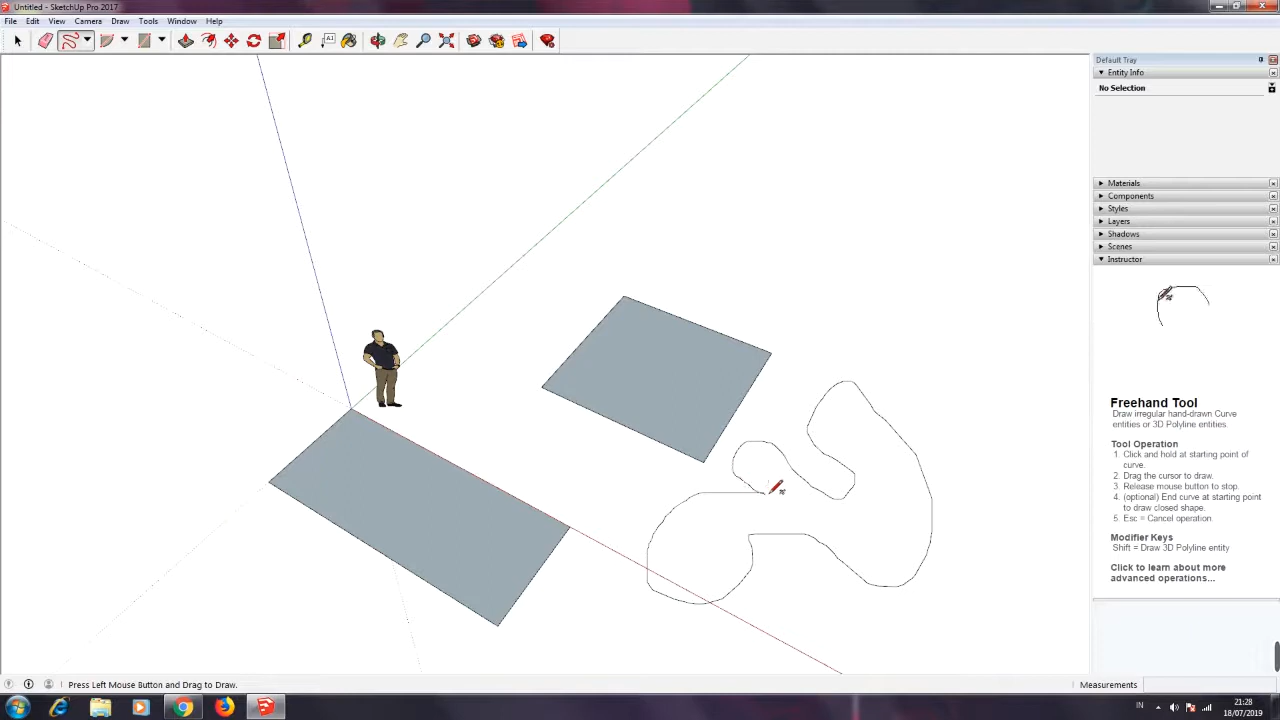 Untitled - SketchUp Pro 2017
File Edit View Camera Draw Tools Window Help
A1
Default Tray
Entity Info
No Selection
Materials
Components
Styles
Layers
Shadows
Scenes
Instructor
Freehand Tool
Draw irregular hand-drawn Curve
entities or 3D Polyline entities.
Tool Operation
1. Click and hold at starting point of
curve.
2. Drag the cursor to draw.
3. Release mouse button to stop.
4. (optional) End curve at starting point
to draw closed shape.
5. Esc = Cancel operation.
Modifier Keys
Shift = Draw 3D Polyline entity
Click to learn about more
advanced operations...
Press Left Mouse Button and Drag to Draw.
Measurements
IN
21:28
18/07/2019